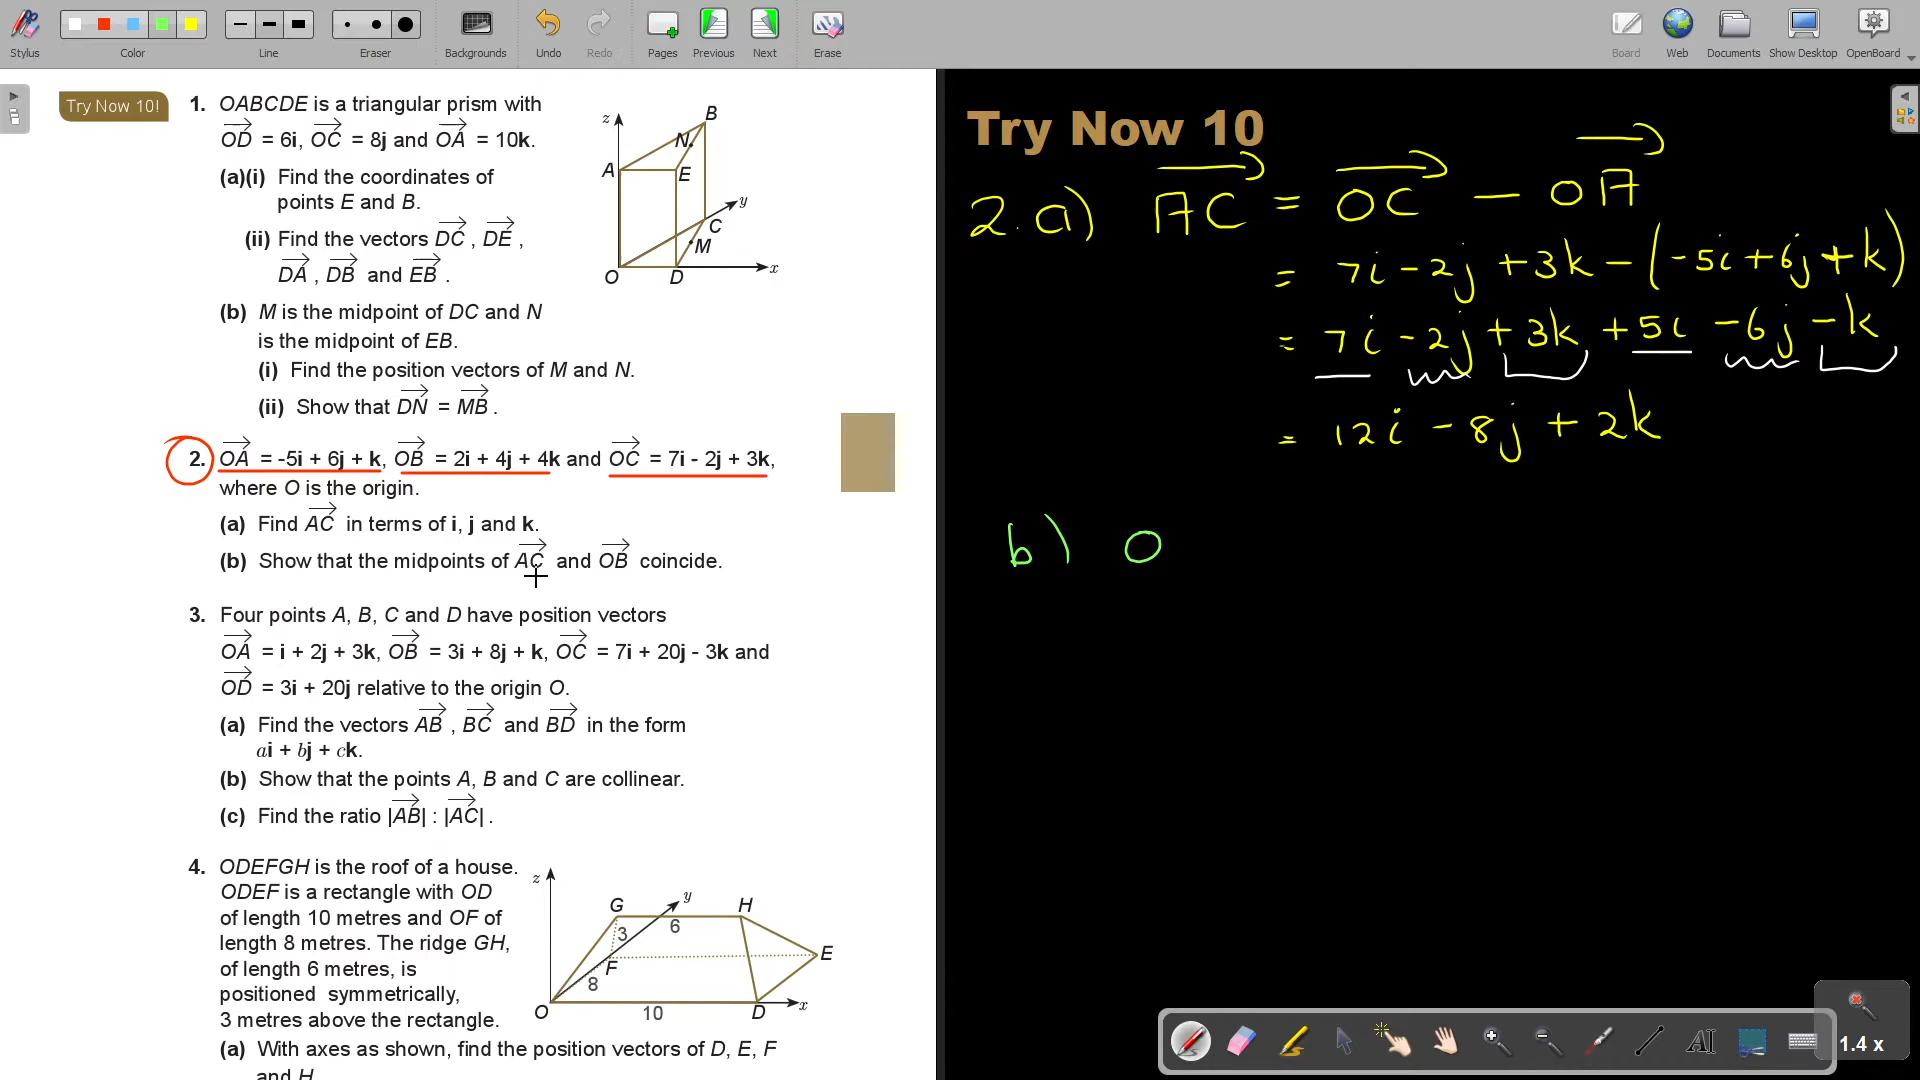 Stylus Color Line Eraser Backgrounds Undo Redo Pages Previous Next Erase Board Web Documents Show Desktop OpenBoard
Try Now 10!
1. OABCDE is a triangular prism with
OD = 6i, OC = 8j and OA = 10k.
(a)(i) Find the coordinates of
points E and B.
(ii) Find the vectors DC, DE,
DA, DB and EB.
z B N A E y C M O D x
(b) M is the midpoint of DC and N
is the midpoint of EB.
(i) Find the position vectors of M and N.
(ii) Show that DN = MB.
2. OA = -5i + 6j + k, OB = 2i + 4j + 4k and OC = 7i - 2j + 3k,
where O is the origin.
(a) Find AC in terms of i, j and k.
(b) Show that the midpoints of AC and OB coincide.
3. Four points A, B, C and D have position vectors
OA = i + 2j + 3k, OB = 3i + 8j + k, OC = 7i + 20j - 3k and
OD = 3i + 20j relative to the origin O.
(a) Find the vectors AB, BC and BD in the form
ai + bj + ck.
(b) Show that the points A, B and C are collinear.
(c) Find the ratio |AB| : |AC|.
4. ODEFGH is the roof of a house.
ODEF is a rectangle with OD
of length 10 metres and OF of
length 8 metres. The ridge GH,
of length 6 metres, is
positioned symmetrically,
3 metres above the rectangle.
z G y H 3 6 E F 8 O 10 D x
(a) With axes as shown, find the position vectors of D, E, F
and H.
Try Now 10
2. a) AC = OC - OA
= 7i - 2j + 3k - (-5i + 6j + k)
= 7i - 2j + 3k + 5i - 6j - k
= 12i - 8j + 2k
b) O
1.4 x